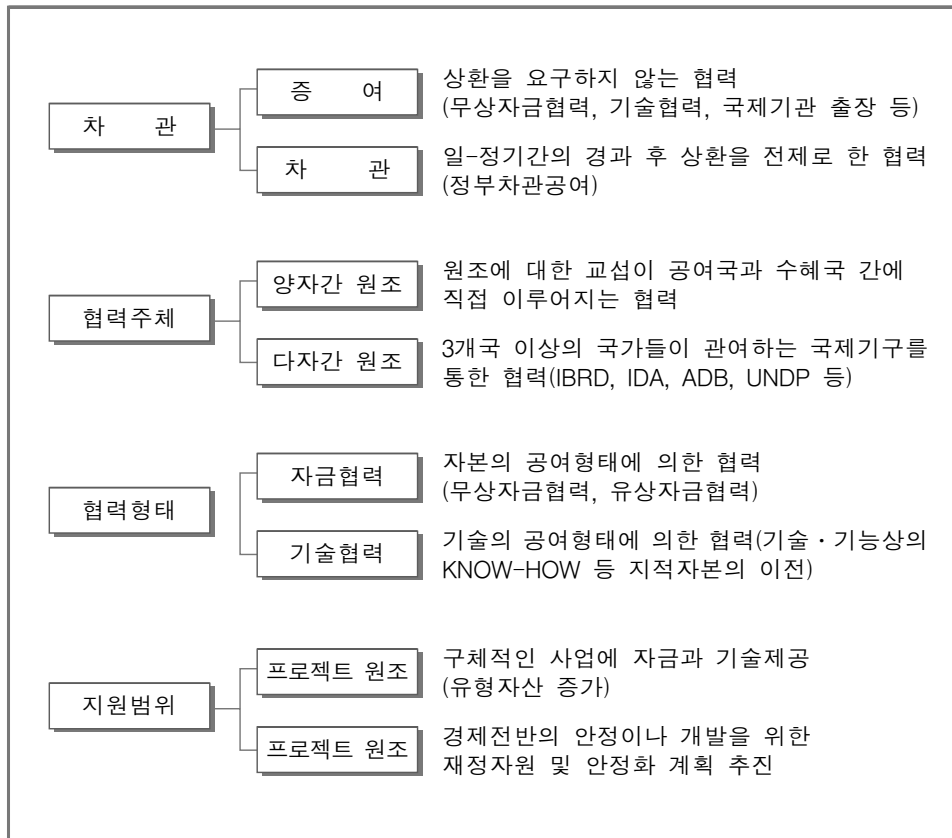 차 관
증 여
상환을 요구하지 않는 협력
(무상자금협력, 기술협력, 국제기관 출장 등)
차 관
일-정기간의 경과 후 상환을 전제로 한 협력
(정부차관공여)
협력주체
양자간 원조
원조에 대한 교섭이 공여국과 수혜국 간에
직접 이루어지는 협력
다자간 원조
3개국 이상의 국가들이 관여하는 국제기구를
통한 협력(IBRD, IDA, ADB, UNDP 등)
협력형태
자금협력
자본의 공여형태에 의한 협력
(무상자금협력, 유상자금협력)
기술협력
기술의 공여형태에 의한 협력(기술・기능상의
KNOW-HOW 등 지적자본의 이전)
지원범위
프로젝트 원조
구체적인 사업에 자금과 기술제공
(유형자산 증가)
프로젝트 원조
경제전반의 안정이나 개발을 위한
재정자원 및 안정화 계획 추진